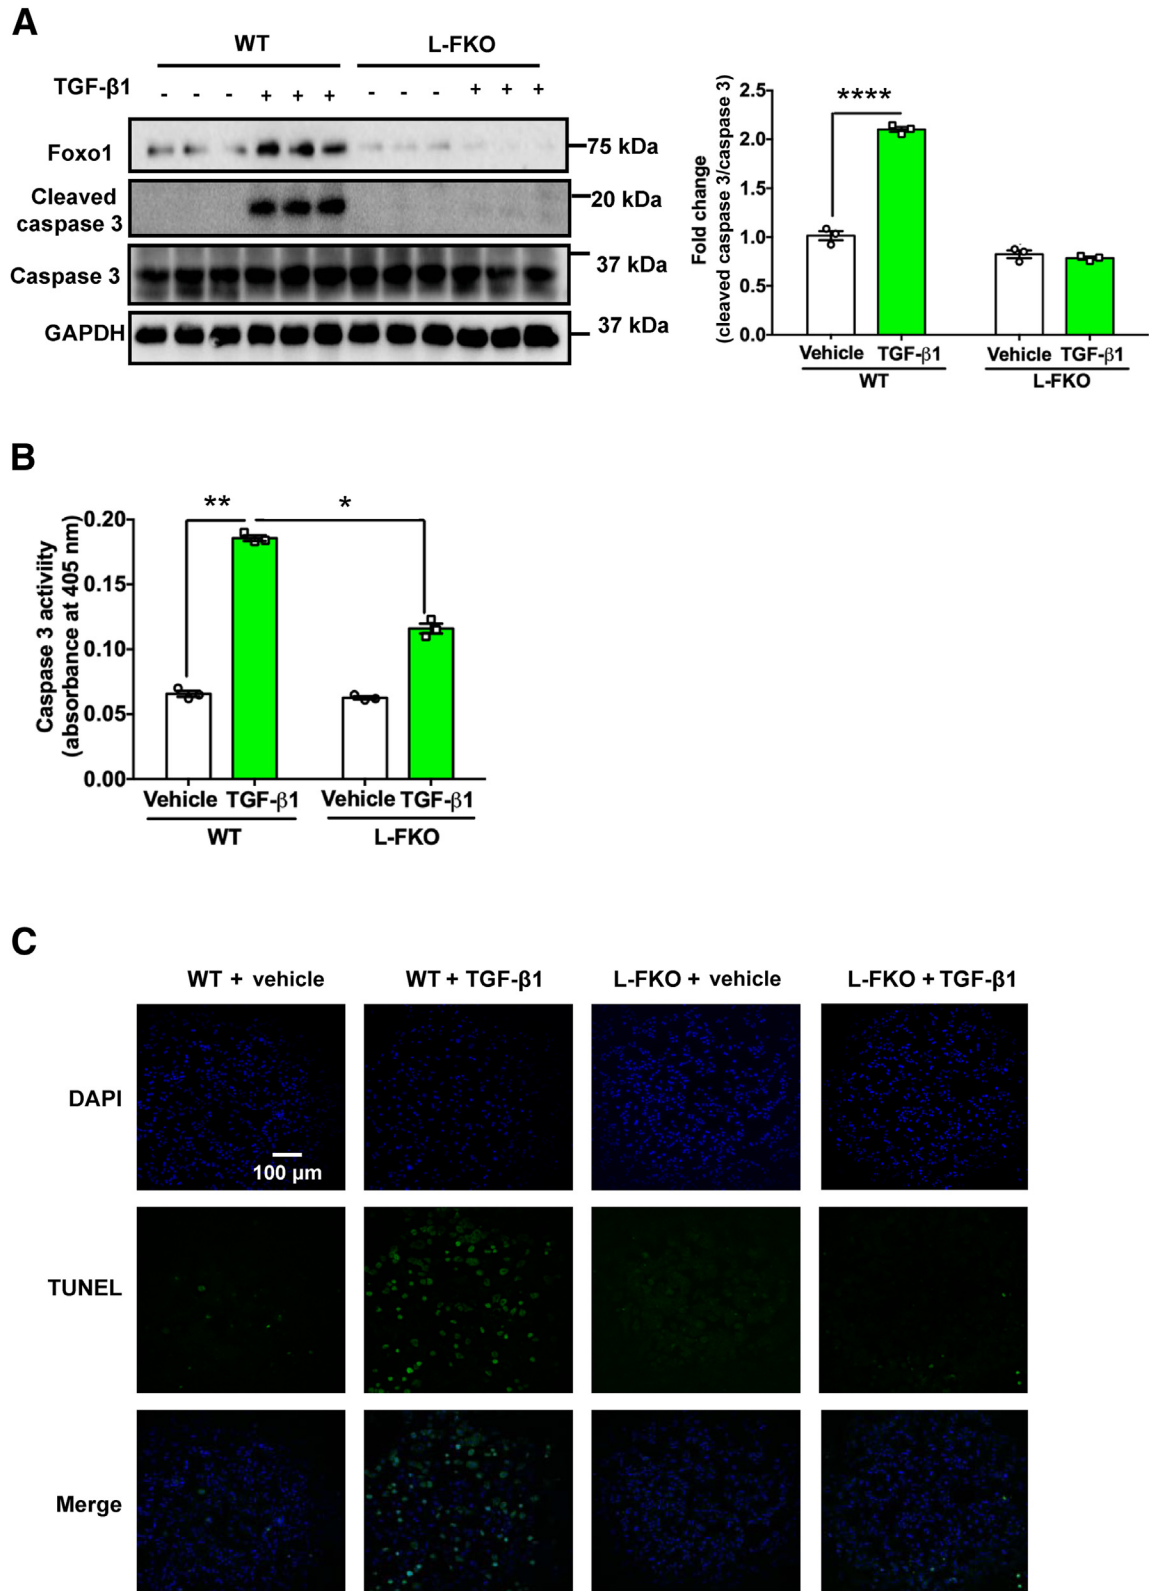 A
WT
L-FKO
TGF-β1
- - - + + + - - - + + +
Foxo1
75 kDa
Cleaved
caspase 3
20 kDa
Caspase 3
37 kDa
GAPDH
37 kDa
Fold change
(cleaved caspase 3/caspase 3)
2.5
2.0
1.5
1.0
0.5
0.0
****
Vehicle TGF-β1
Vehicle TGF-β1
WT
L-FKO
B
Caspase 3 activiity
(absorbance at 405 nm)
0.20
0.15
0.10
0.05
0.00
**
*
Vehicle TGF-β1
Vehicle TGF-β1
WT
L-FKO
C
WT + vehicle
WT + TGF-β1
L-FKO + vehicle
L-FKO + TGF-β1
DAPI
100 μm
TUNEL
Merge